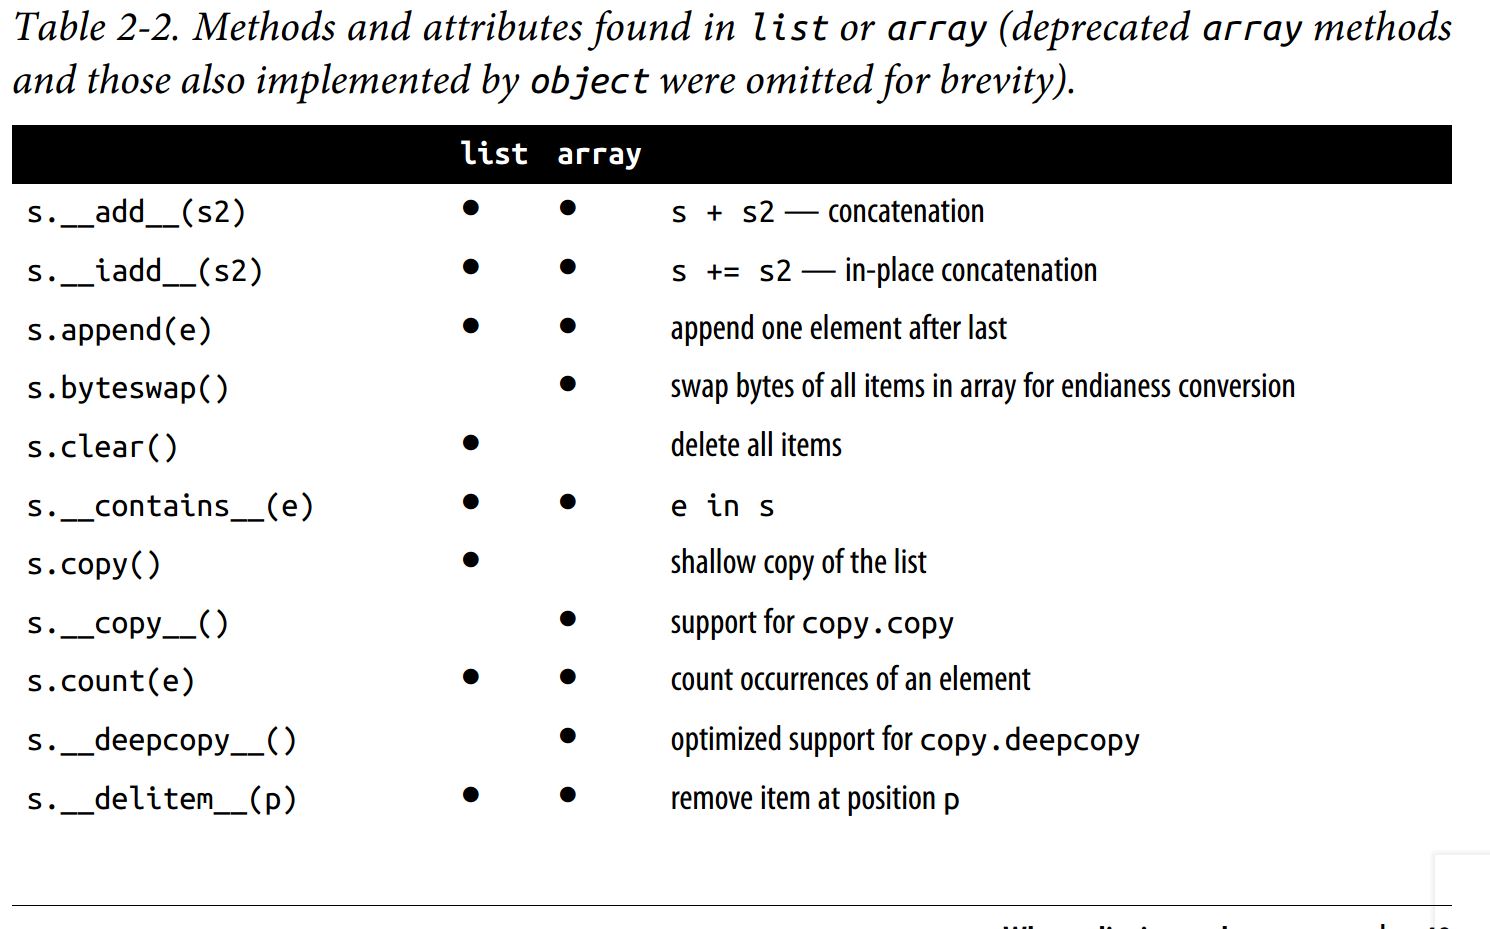 Table 2-2. Methods and attributes found in list or array (deprecated array methods
and those also implemented by object were omitted for brevity).
list array
s.__add__(s2) ● ● s + s2 — concatenation
s.__iadd__(s2) ● ● s += s2 — in-place concatenation
s.append(e) ● ● append one element after last
s.byteswap() ● swap bytes of all items in array for endianess conversion
s.clear() ● delete all items
s.__contains__(e) ● ● e in s
s.copy() ● shallow copy of the list
s.__copy__() ● support for copy.copy
s.count(e) ● ● count occurrences of an element
s.__deepcopy__() ● optimized support for copy.deepcopy
s.__delitem__(p) ● ● remove item at position p